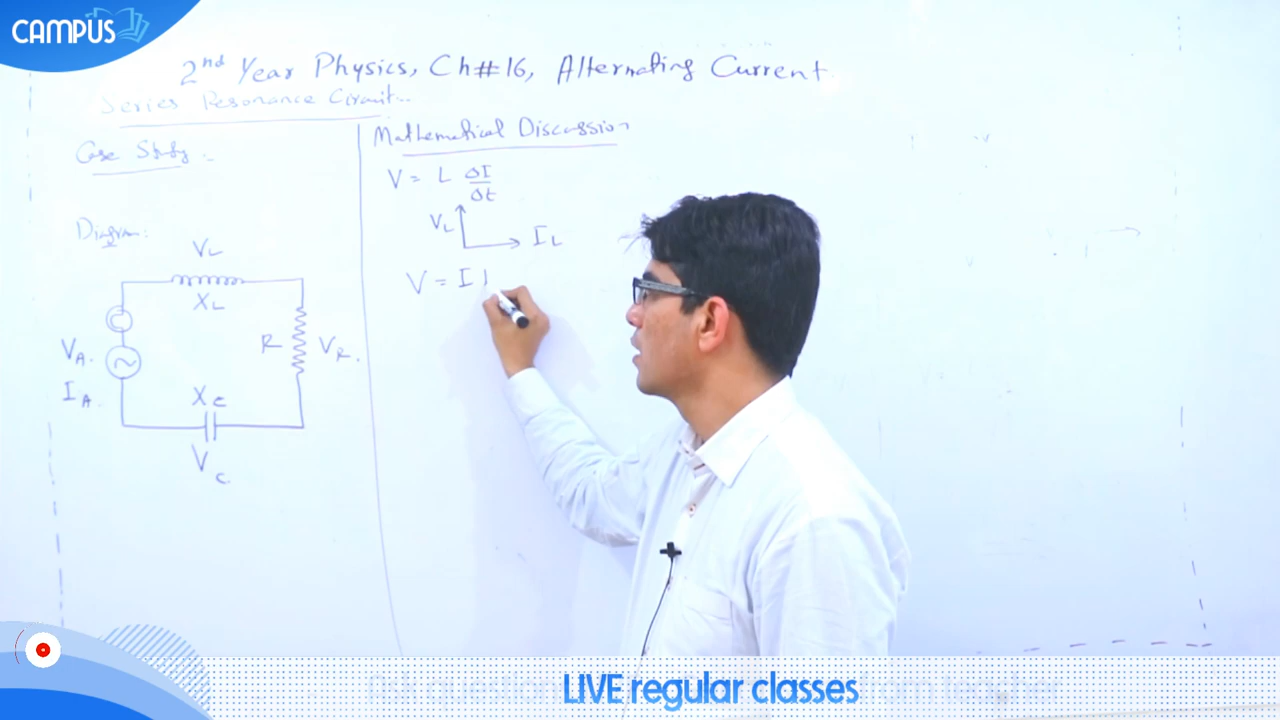 CAMPUS
2nd Year Physics, Ch#16, Alternating Current
Series Resonance Circuit...
Case Study:
Mathematical Discussion
V = L ΔI/Δt
VL
IL
V = I
Diagram:
VL
XL
R
VR.
VA.
IA.
XC
VC
LIVE regular classes